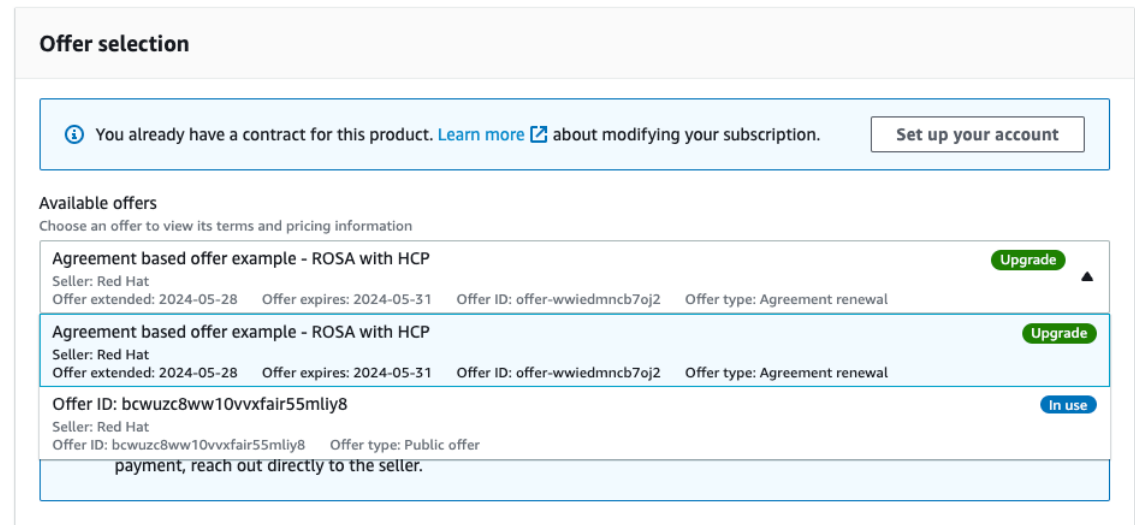 Offer selection
You already have a contract for this product. Learn more about modifying your subscription.
Set up your account
Available offers
Choose an offer to view its terms and pricing information
Agreement based offer example - ROSA with HCP
Upgrade
Seller: Red Hat
Offer extended: 2024-05-28 Offer expires: 2024-05-31 Offer ID: offer-wwiedmncb7oj2 Offer type: Agreement renewal
Agreement based offer example - ROSA with HCP
Upgrade
Seller: Red Hat
Offer extended: 2024-05-28 Offer expires: 2024-05-31 Offer ID: offer-wwiedmncb7oj2 Offer type: Agreement renewal
Offer ID: bcwuzc8ww10vvxfair55mliy8
In use
Seller: Red Hat
Offer ID: bcwuzc8ww10vvxfair55mliy8 Offer type: Public offer
payment, reach out directly to the seller.